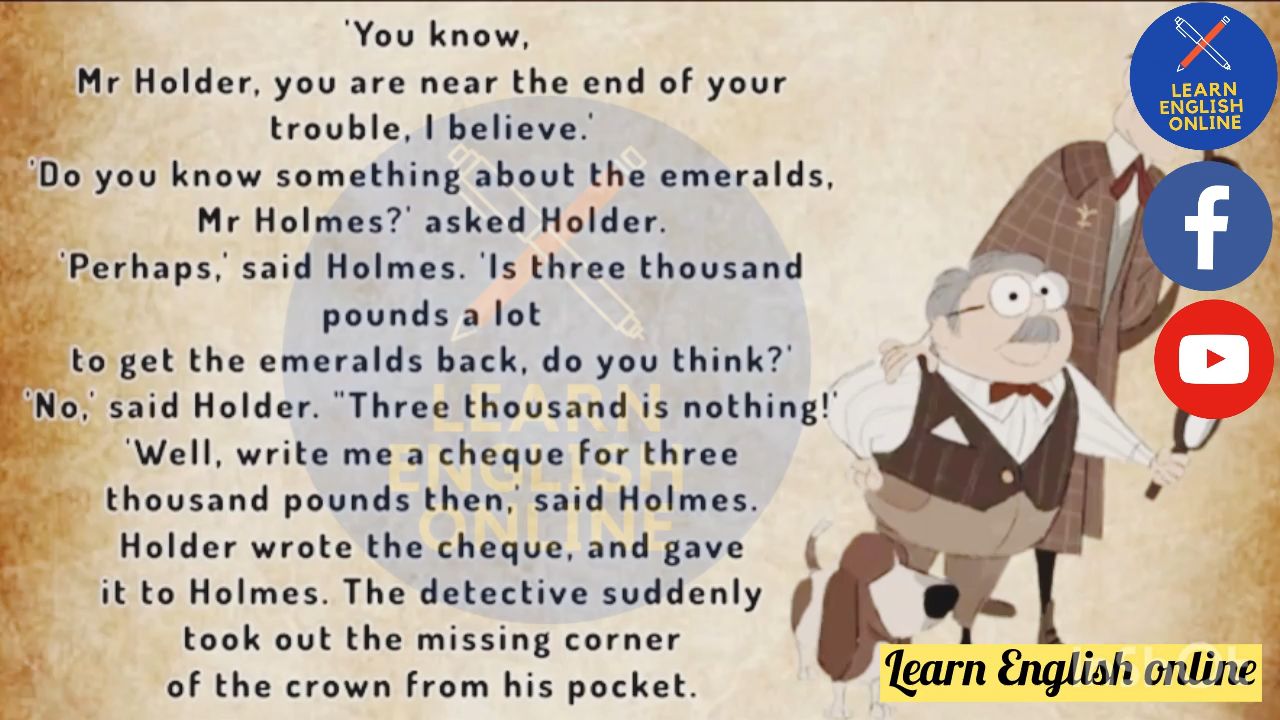 'You know,
Mr Holder, you are near the end of your
trouble, I believe.'
'Do you know something about the emeralds,
Mr Holmes?' asked Holder.
'Perhaps,' said Holmes. 'Is three thousand
pounds a lot
to get the emeralds back, do you think?'
'No,' said Holder. "Three thousand is nothing!'
'Well, write me a cheque for three
thousand pounds then,' said Holmes.
Holder wrote the cheque, and gave
it to Holmes. The detective suddenly
took out the missing corner
of the crown from his pocket.
LEARN
ENGLISH
ONLINE
LEARN
ENGLISH
ONLINE
f
Learn English online